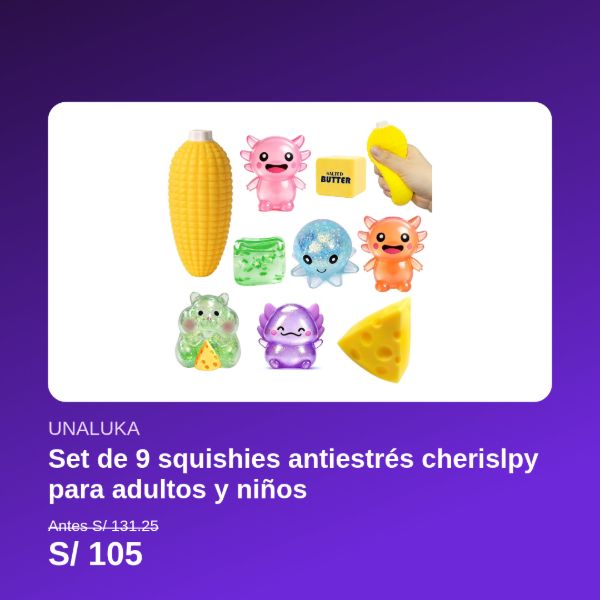 SALTED
BUTTER
UNALUKA
Set de 9 squishies antiestrés cherislpy
para adultos y niños
Antes S/ 131.25
S/ 105